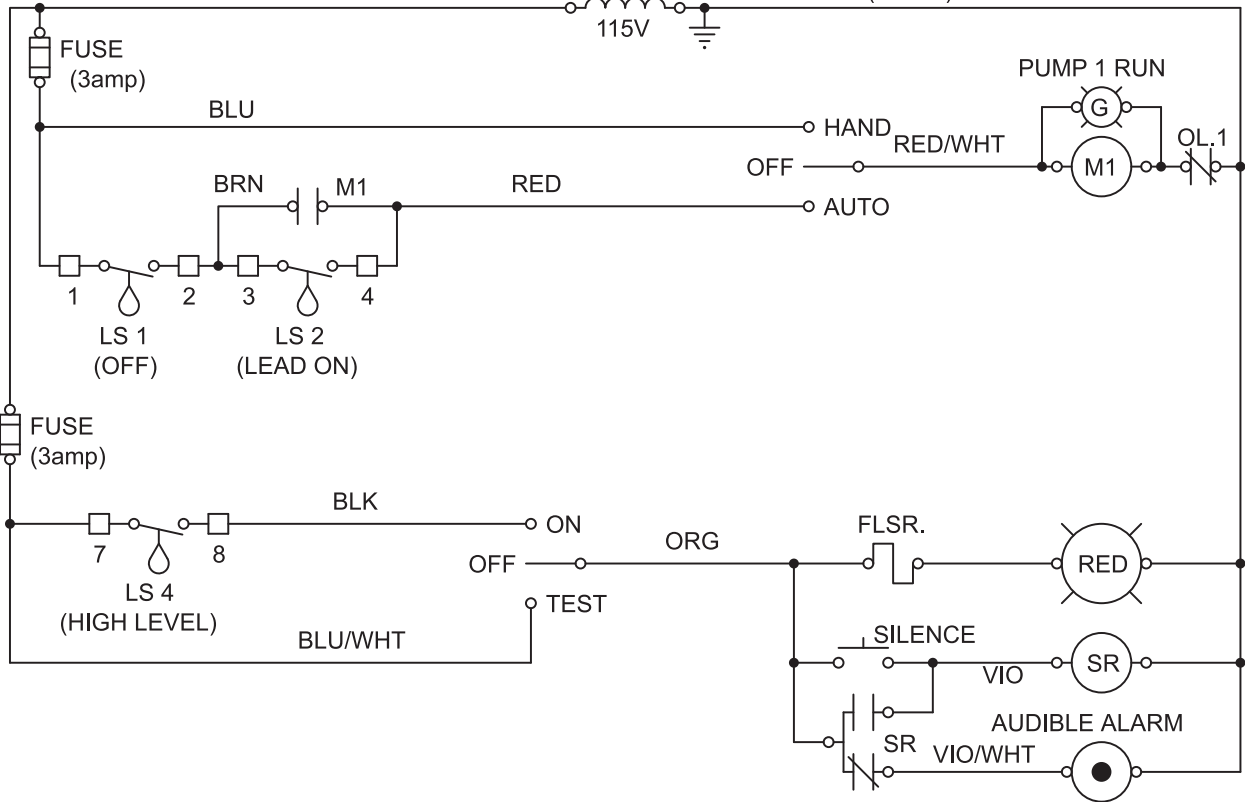 115V
FUSE
(3amp)
PUMP 1 RUN
G
BLU
HAND
RED/WHT
OL.1
OFF
M1
BRN
M1
RED
AUTO
1
2
3
4
LS 1
(OFF)
LS 2
(LEAD ON)
FUSE
(3amp)
BLK
ON
7
8
ORG
FLSR.
OFF
RED
LS 4
(HIGH LEVEL)
TEST
BLU/WHT
SILENCE
VIO
SR
SR
AUDIBLE ALARM
VIO/WHT